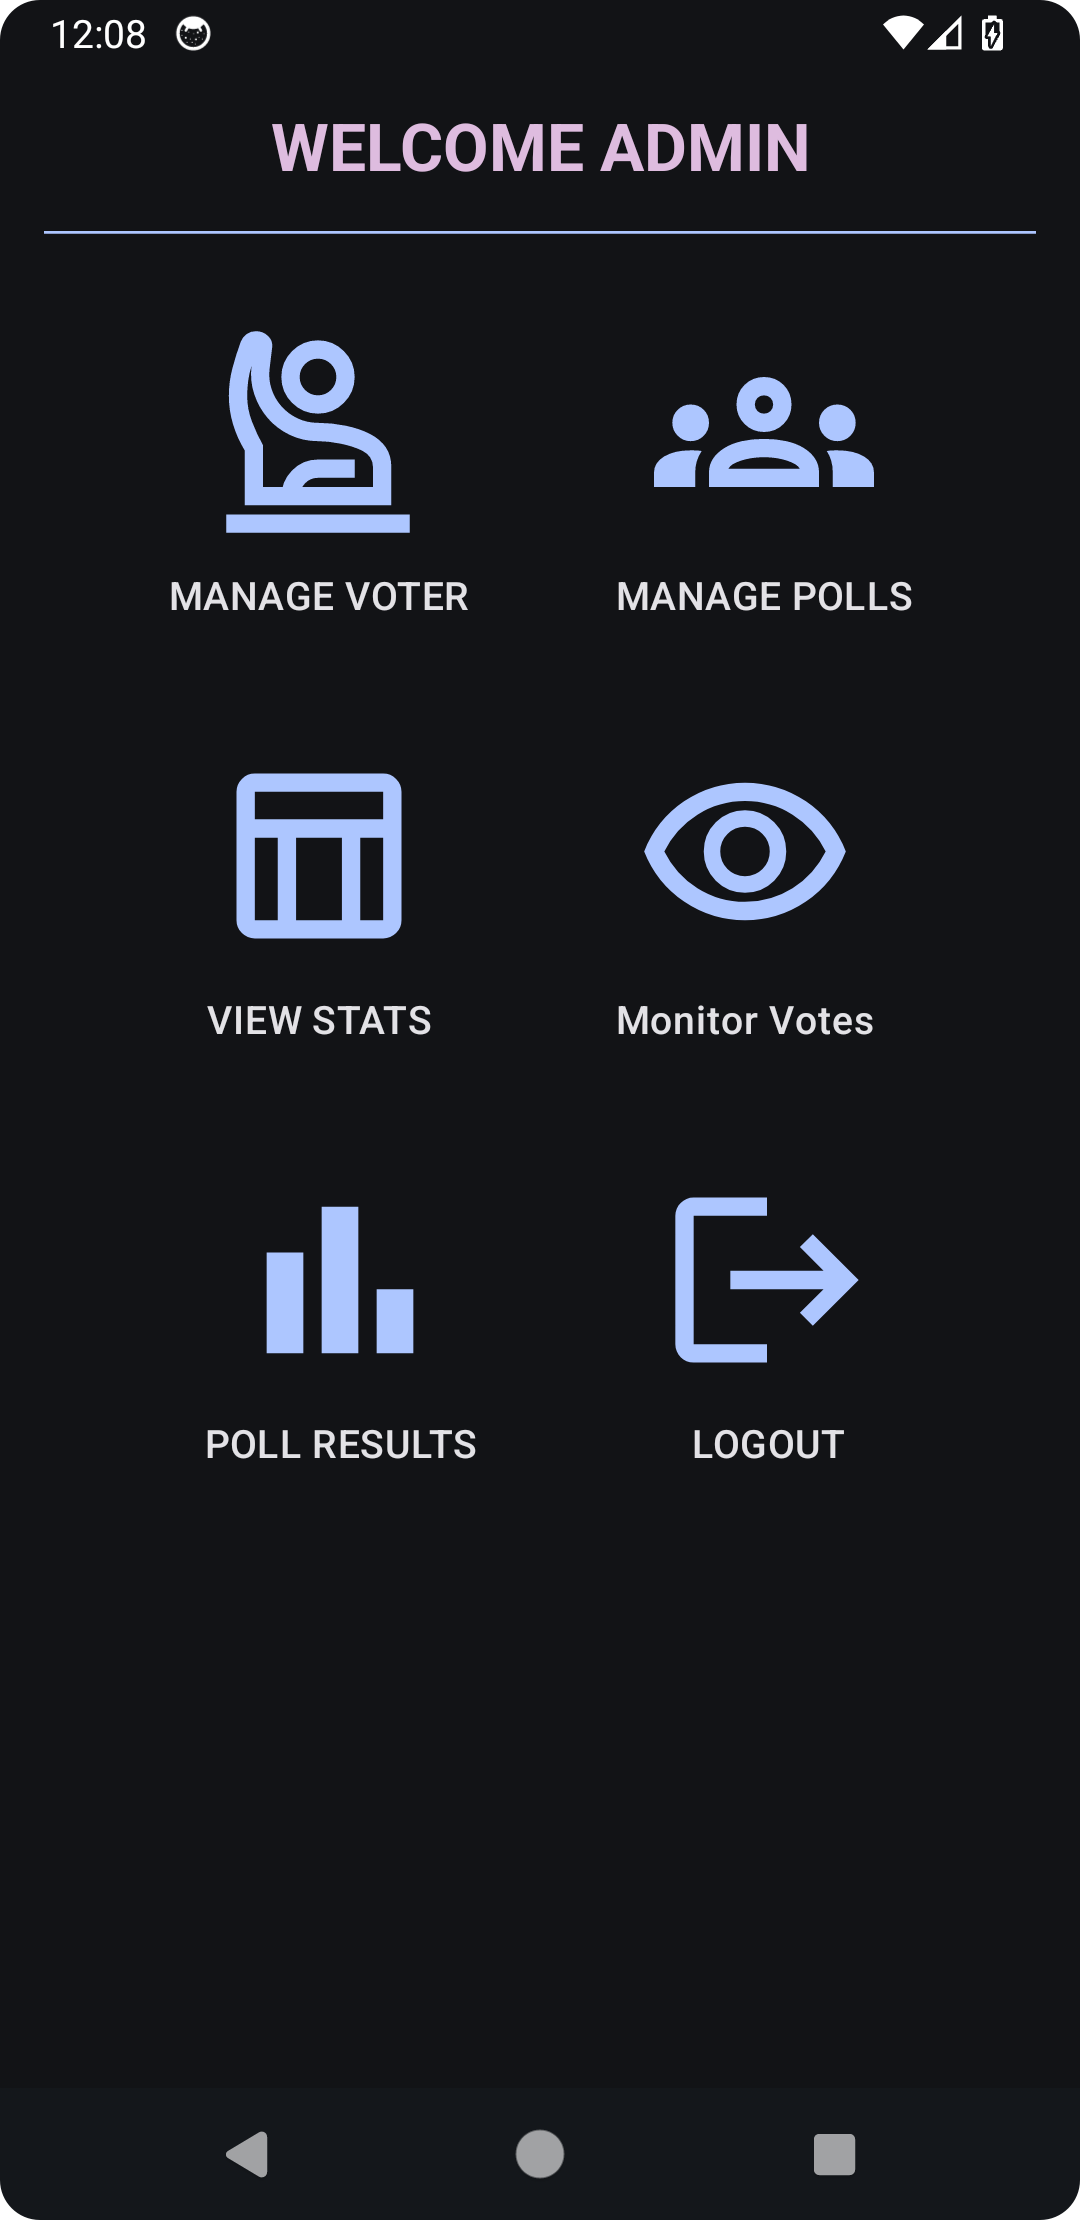 12:08
WELCOME ADMIN
MANAGE VOTER
MANAGE POLLS
VIEW STATS
Monitor Votes
POLL RESULTS
LOGOUT